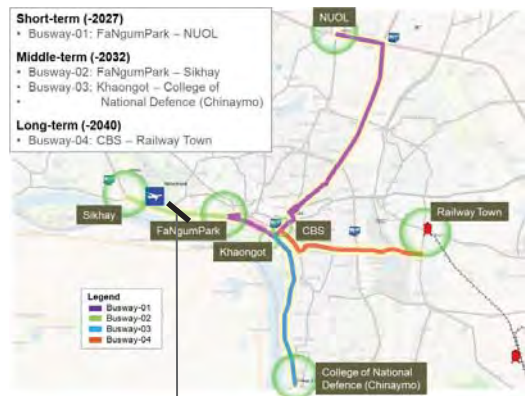 Short-term (-2027)
• Busway-01: FaNgumPark – NUOL
Middle-term (-2032)
• Busway-02: FaNgumPark – Sikhay
• Busway-03: Khaongot – College of
• National Defence (Chinaymo)
Long-term (-2040)
• Busway-04: CBS – Railway Town
NUOL
Sikhay
FaNgumPark
Khaongot
CBS
Railway Town
Legend
Busway-01
Busway-02
Busway-03
Busway-04
College of National
Defence (Chinaymo)